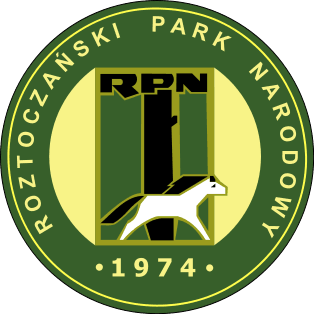 ROZTOCZAŃSKI PARK NARODOWY
RPN
• 1974 •